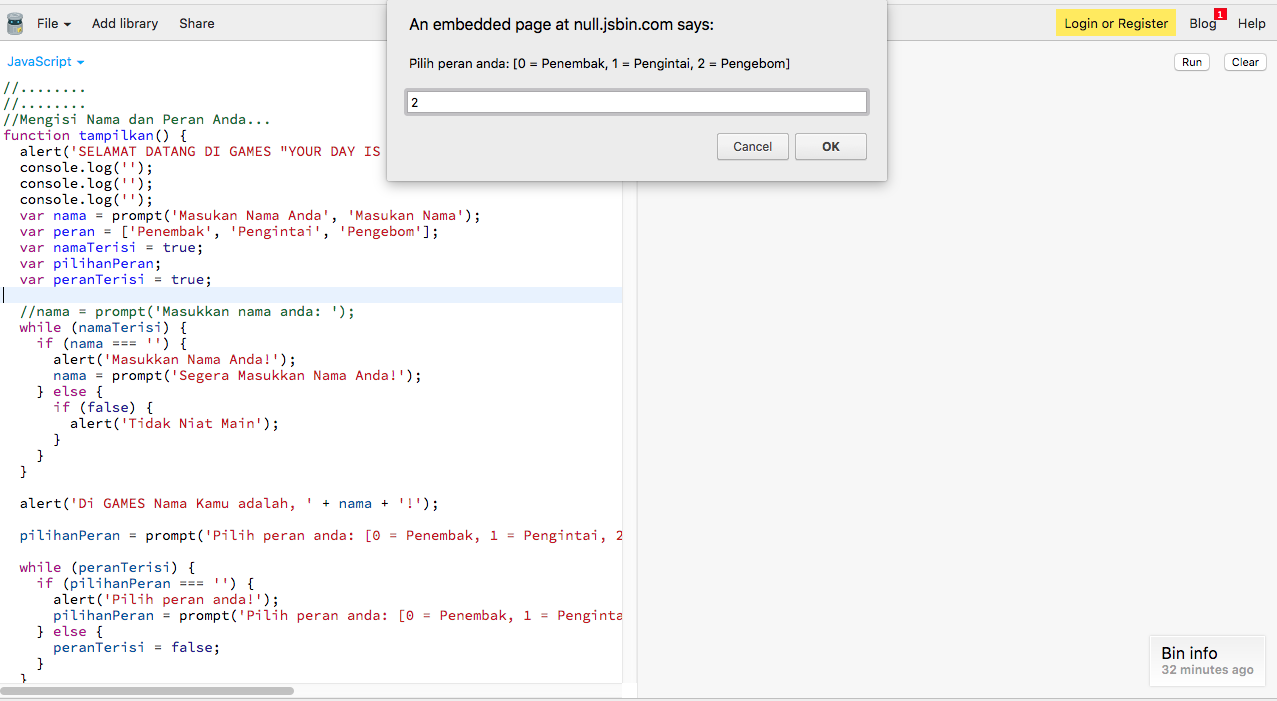 File
Add library
Share
Login or Register
Blog
1
Help
An embedded page at null.jsbin.com says:
Pilih peran anda: [0 = Penembak, 1 = Pengintai, 2 = Pengebom]
2
Cancel
OK
JavaScript
Run
Clear
//........
//........
//Mengisi Nama dan Peran Anda...
function tampilkan() {
alert('SELAMAT DATANG DI GAMES "YOUR DAY IS
console.log('');
console.log('');
console.log('');
var nama = prompt('Masukan Nama Anda', 'Masukan Nama');
var peran = ['Penembak', 'Pengintai', 'Pengebom'];
var namaTerisi = true;
var pilihanPeran;
var peranTerisi = true;
//nama = prompt('Masukkan nama anda: ');
while (namaTerisi) {
if (nama === '') {
alert('Masukkan Nama Anda!');
nama = prompt('Segera Masukkan Nama Anda!');
} else {
if (false) {
alert('Tidak Niat Main');
}
}
}
alert('Di GAMES Nama Kamu adalah, ' + nama + '!');
pilihanPeran = prompt('Pilih peran anda: [0 = Penembak, 1 = Pengintai, 2
while (peranTerisi) {
if (pilihanPeran === '') {
alert('Pilih peran anda!');
pilihanPeran = prompt('Pilih peran anda: [0 = Penembak, 1 = Penginta
} else {
peranTerisi = false;
}
}
Bin info
32 minutes ago